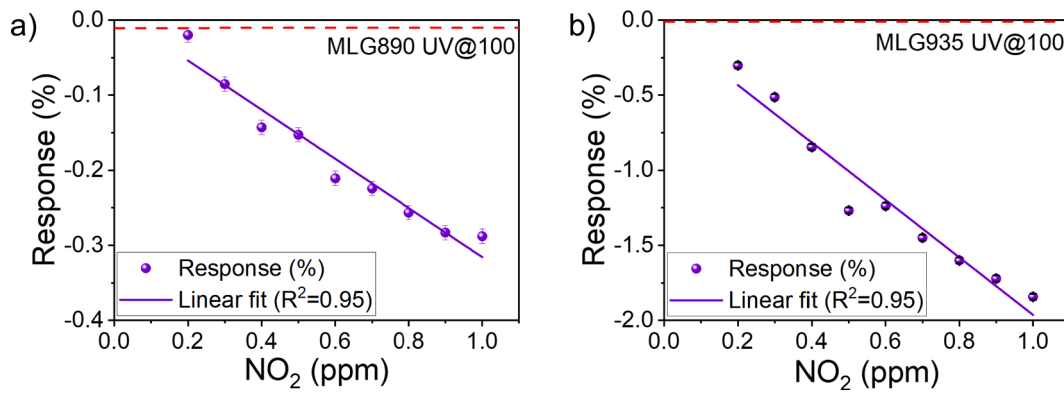 a)
MLG890 UV@100
Response (%)
0.0
-0.1
-0.2
-0.3
-0.4
Response (%)
Linear fit (R²=0.95)
0.0 0.2 0.4 0.6 0.8 1.0
NO₂ (ppm)
b)
MLG935 UV@100
Response (%)
0.0
-0.5
-1.0
-1.5
-2.0
Response (%)
Linear fit (R²=0.95)
0.0 0.2 0.4 0.6 0.8 1.0
NO₂ (ppm)